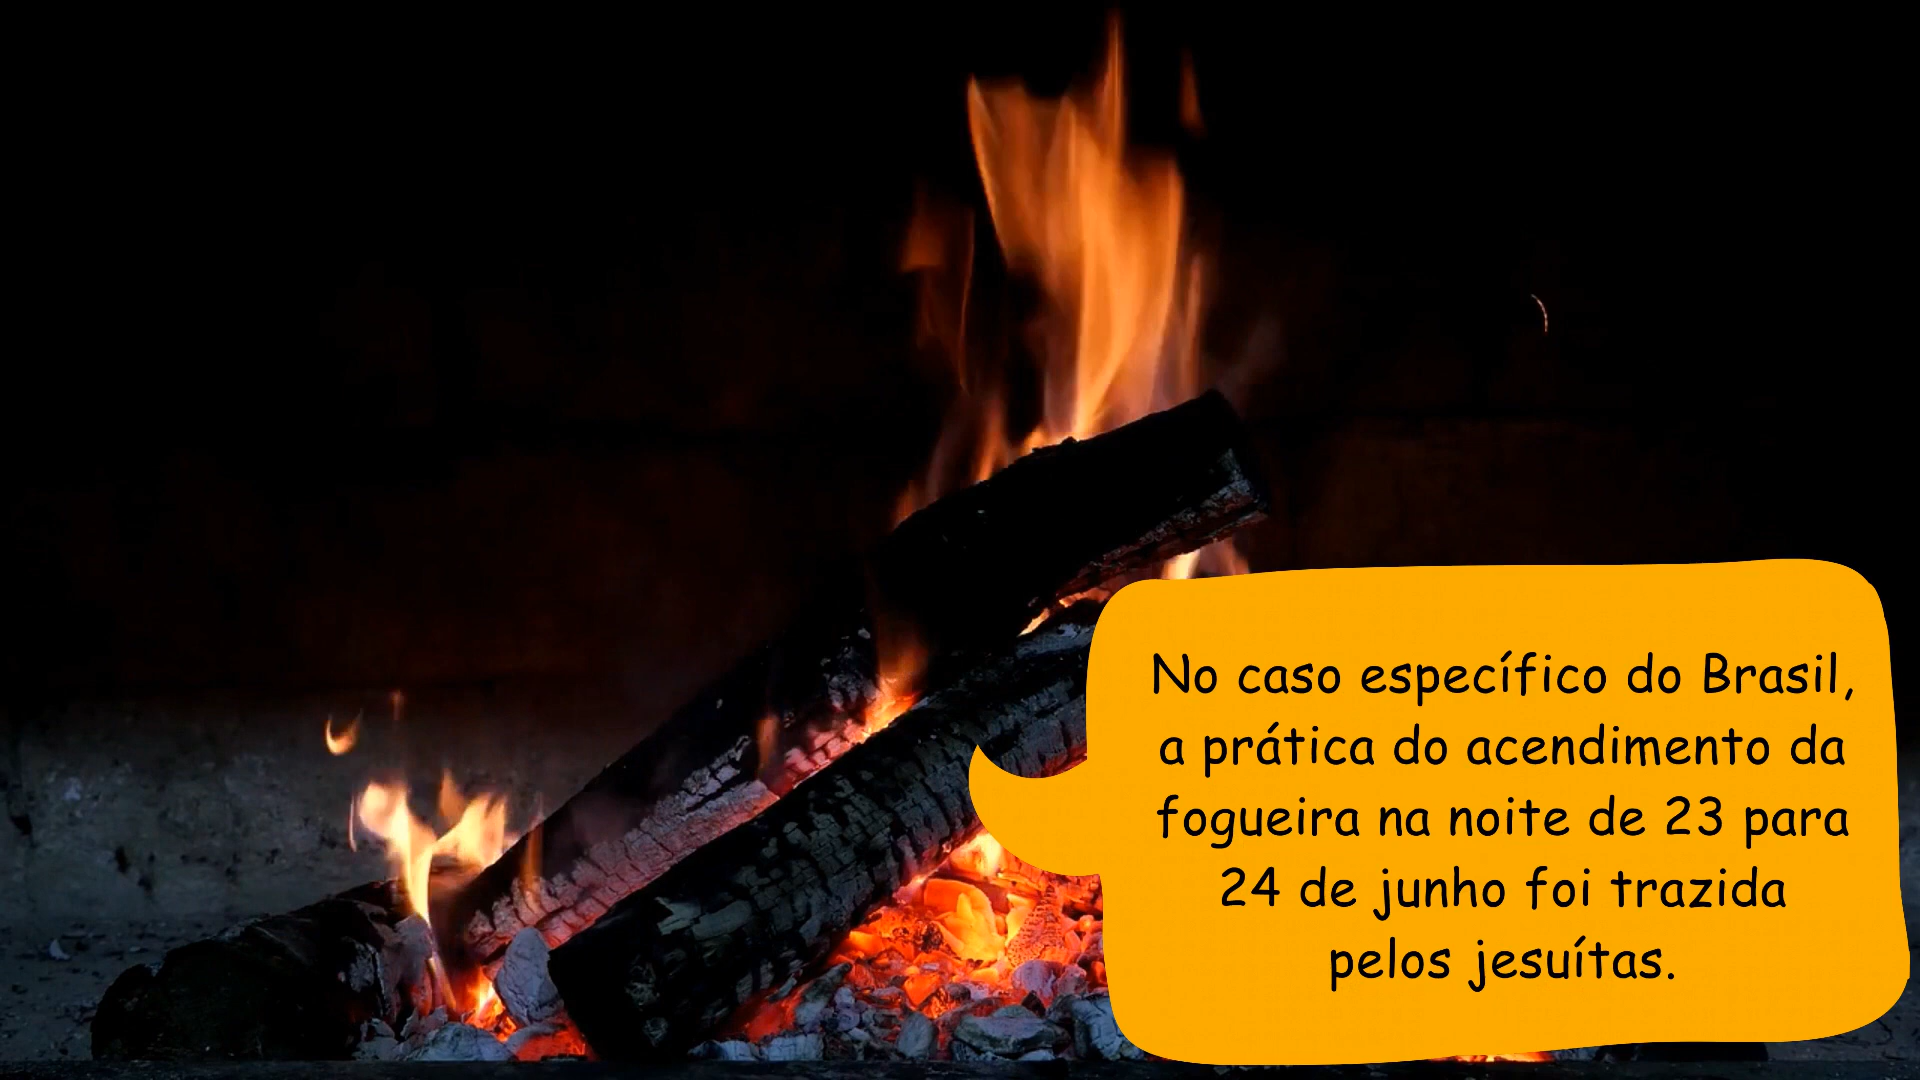 No caso específico do Brasil,
a prática do acendimento da
fogueira na noite de 23 para
24 de junho foi trazida
pelos jesuítas.